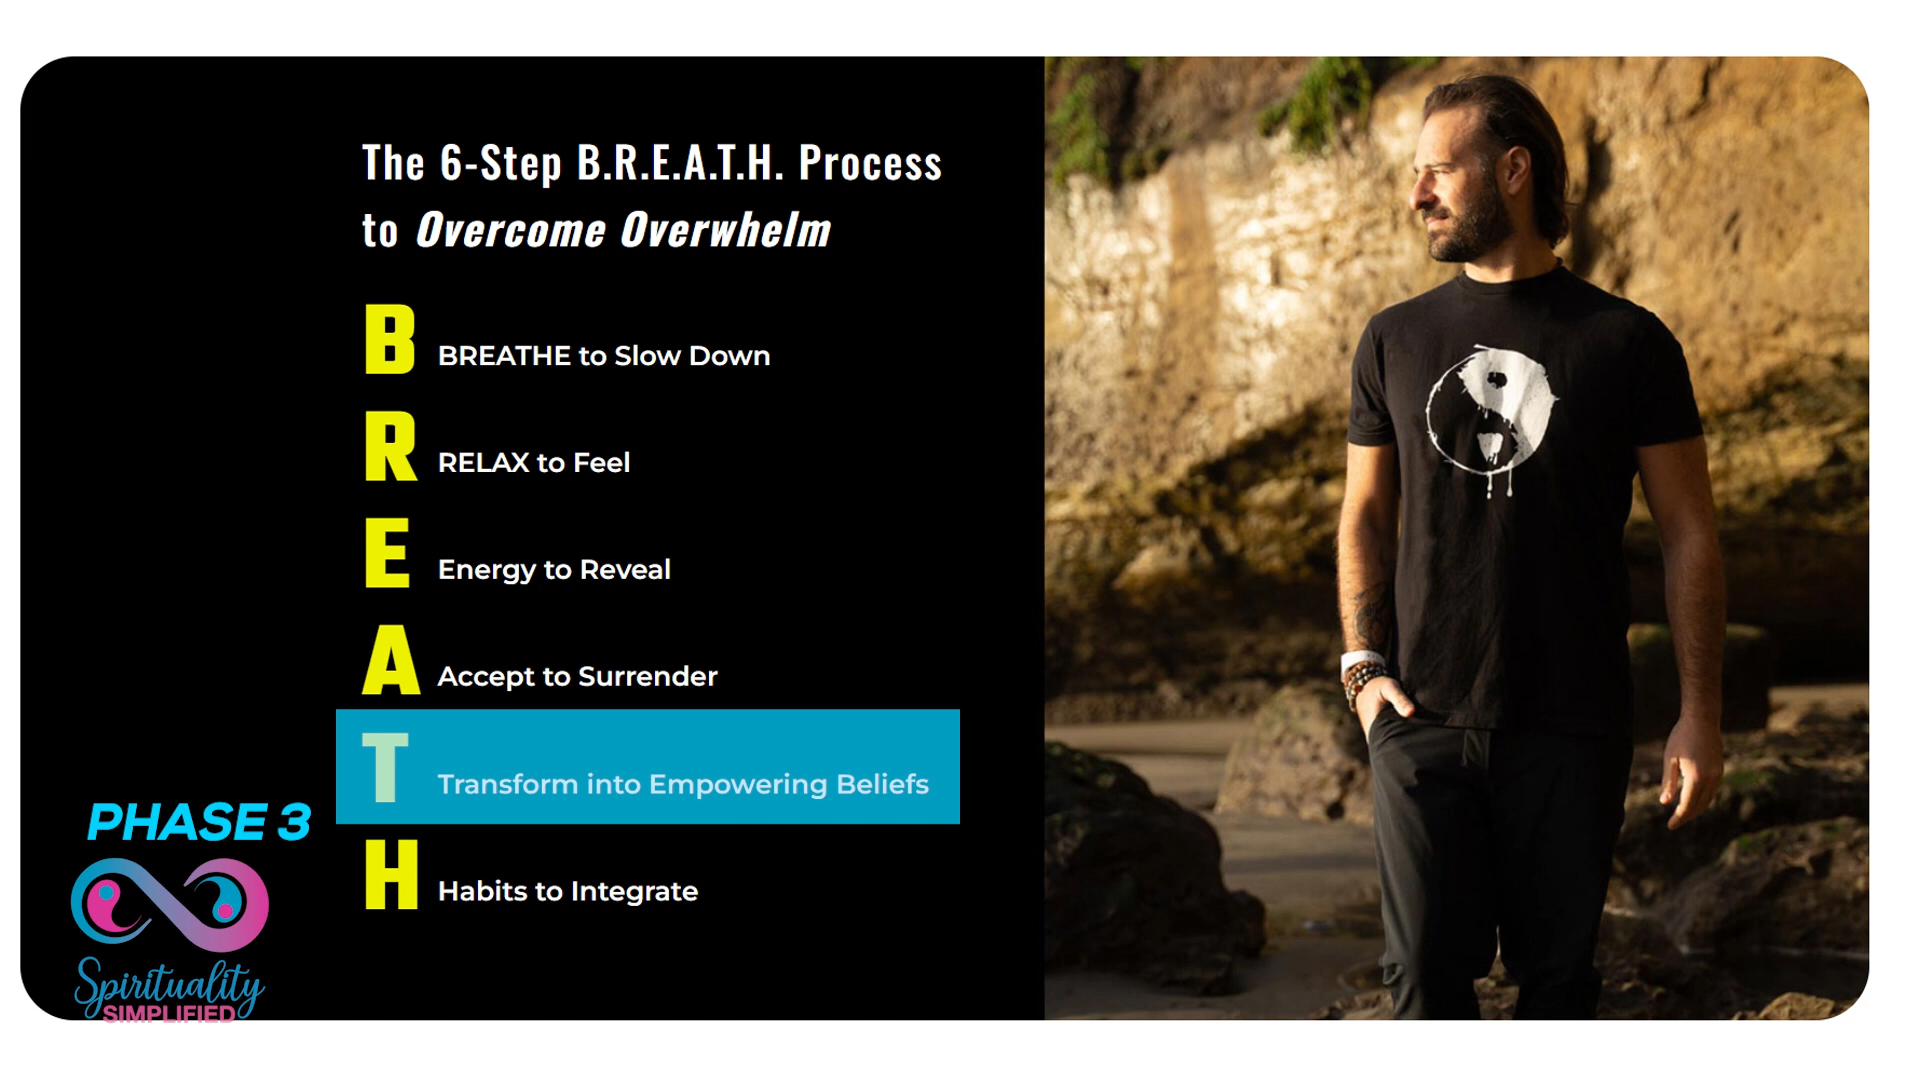 The 6-Step B.R.E.A.T.H. Process
to Overcome Overwhelm
B BREATHE to Slow Down
R RELAX to Feel
E Energy to Reveal
A Accept to Surrender
T Transform into Empowering Beliefs
H Habits to Integrate
PHASE 3
Spirituality
SIMPLIFIED